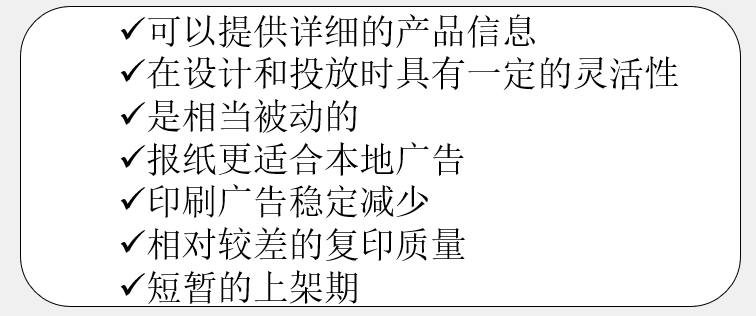 ✓可以提供详细的产品信息
✓在设计和投放时具有一定的灵活性
✓是相当被动的
✓报纸更适合本地广告
✓印刷广告稳定减少
✓相对较差的复印质量
✓短暂的上架期